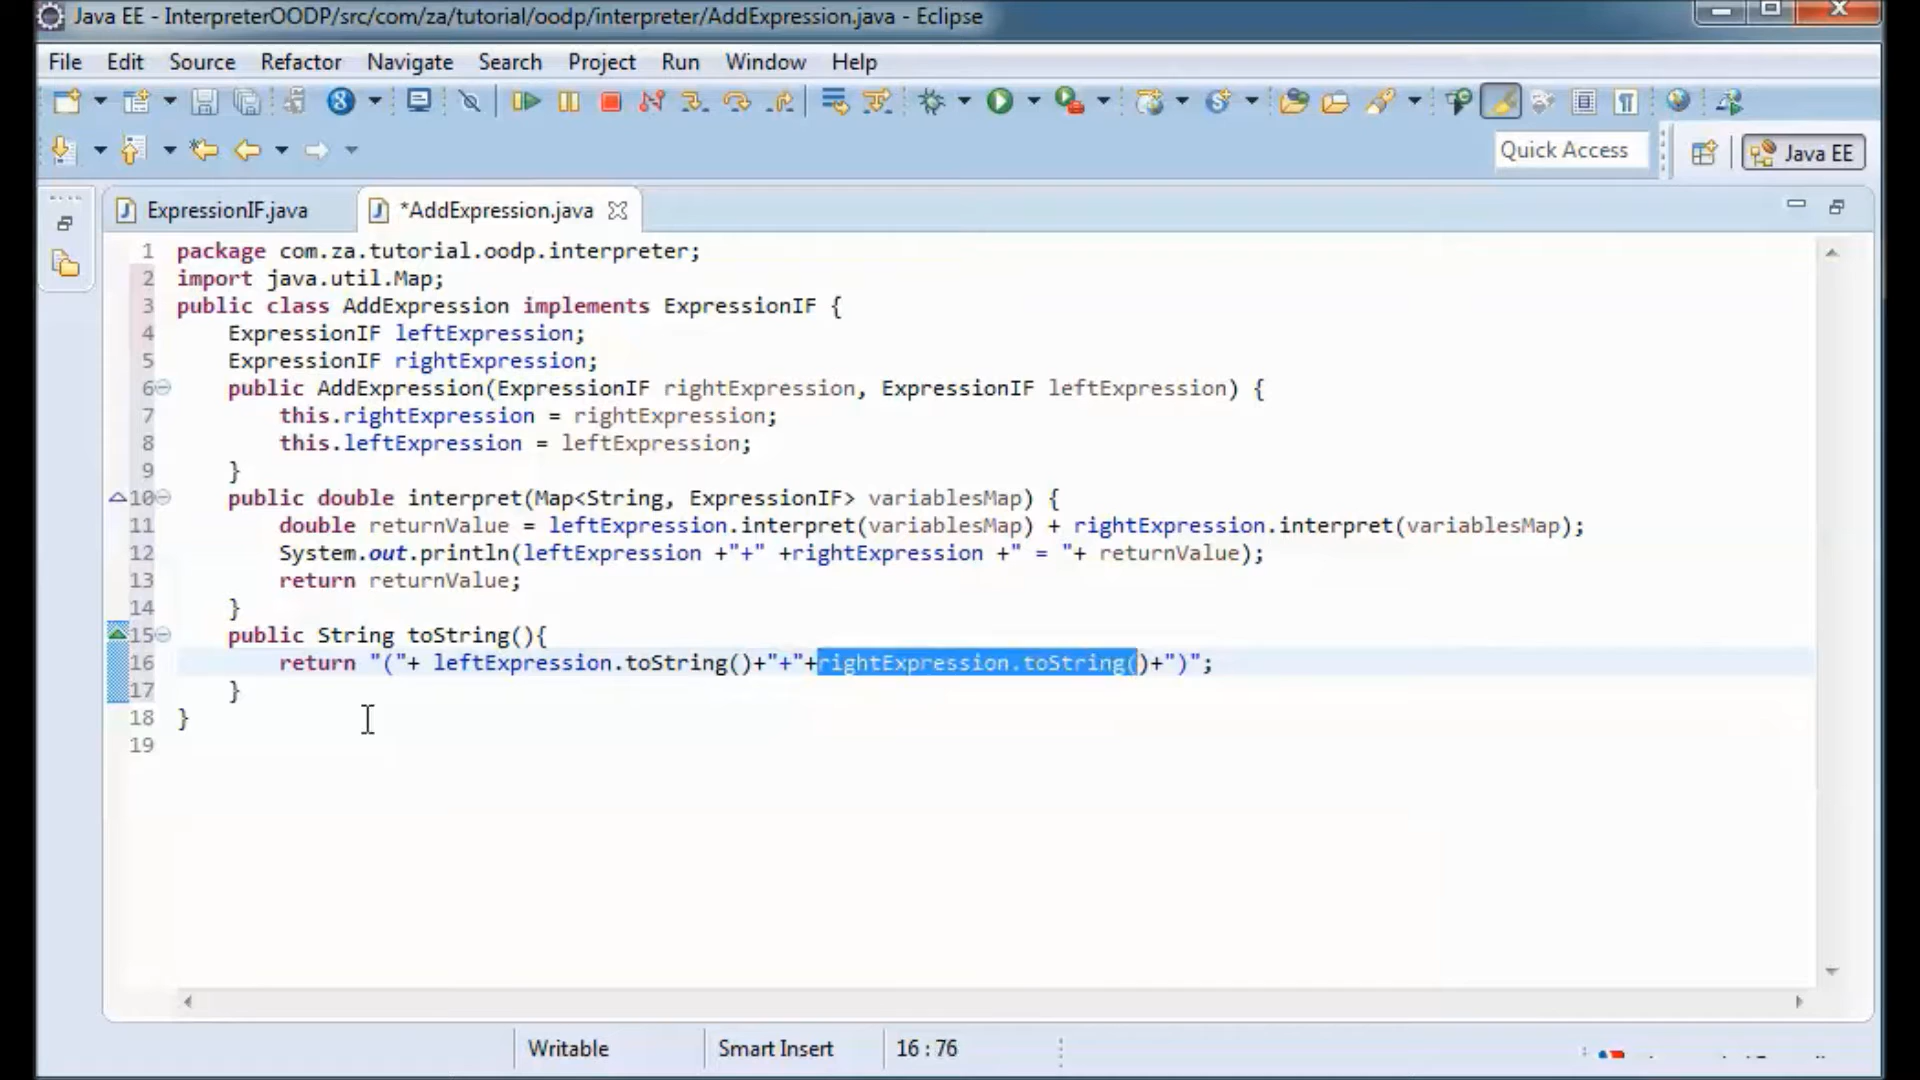 Java EE - InterpreterOODP/src/com/za/tutorial/oodp/interpreter/AddExpression.java - Eclipse
File Edit Source Refactor Navigate Search Project Run Window Help
Quick Access
Java EE
ExpressionIF.java
*AddExpression.java
1 package com.za.tutorial.oodp.interpreter;
2 import java.util.Map;
3 public class AddExpression implements ExpressionIF {
4     ExpressionIF leftExpression;
5     ExpressionIF rightExpression;
6     public AddExpression(ExpressionIF rightExpression, ExpressionIF leftExpression) {
7         this.rightExpression = rightExpression;
8         this.leftExpression = leftExpression;
9     }
10     public double interpret(Map<String, ExpressionIF> variablesMap) {
11         double returnValue = leftExpression.interpret(variablesMap) + rightExpression.interpret(variablesMap);
12         System.out.println(leftExpression +"+" +rightExpression +" = "+ returnValue);
13         return returnValue;
14     }
15     public String toString(){
16         return "("+ leftExpression.toString()+"+"+rightExpression.toString()+")";
17     }
18 }
19
Writable
Smart Insert
16 : 76